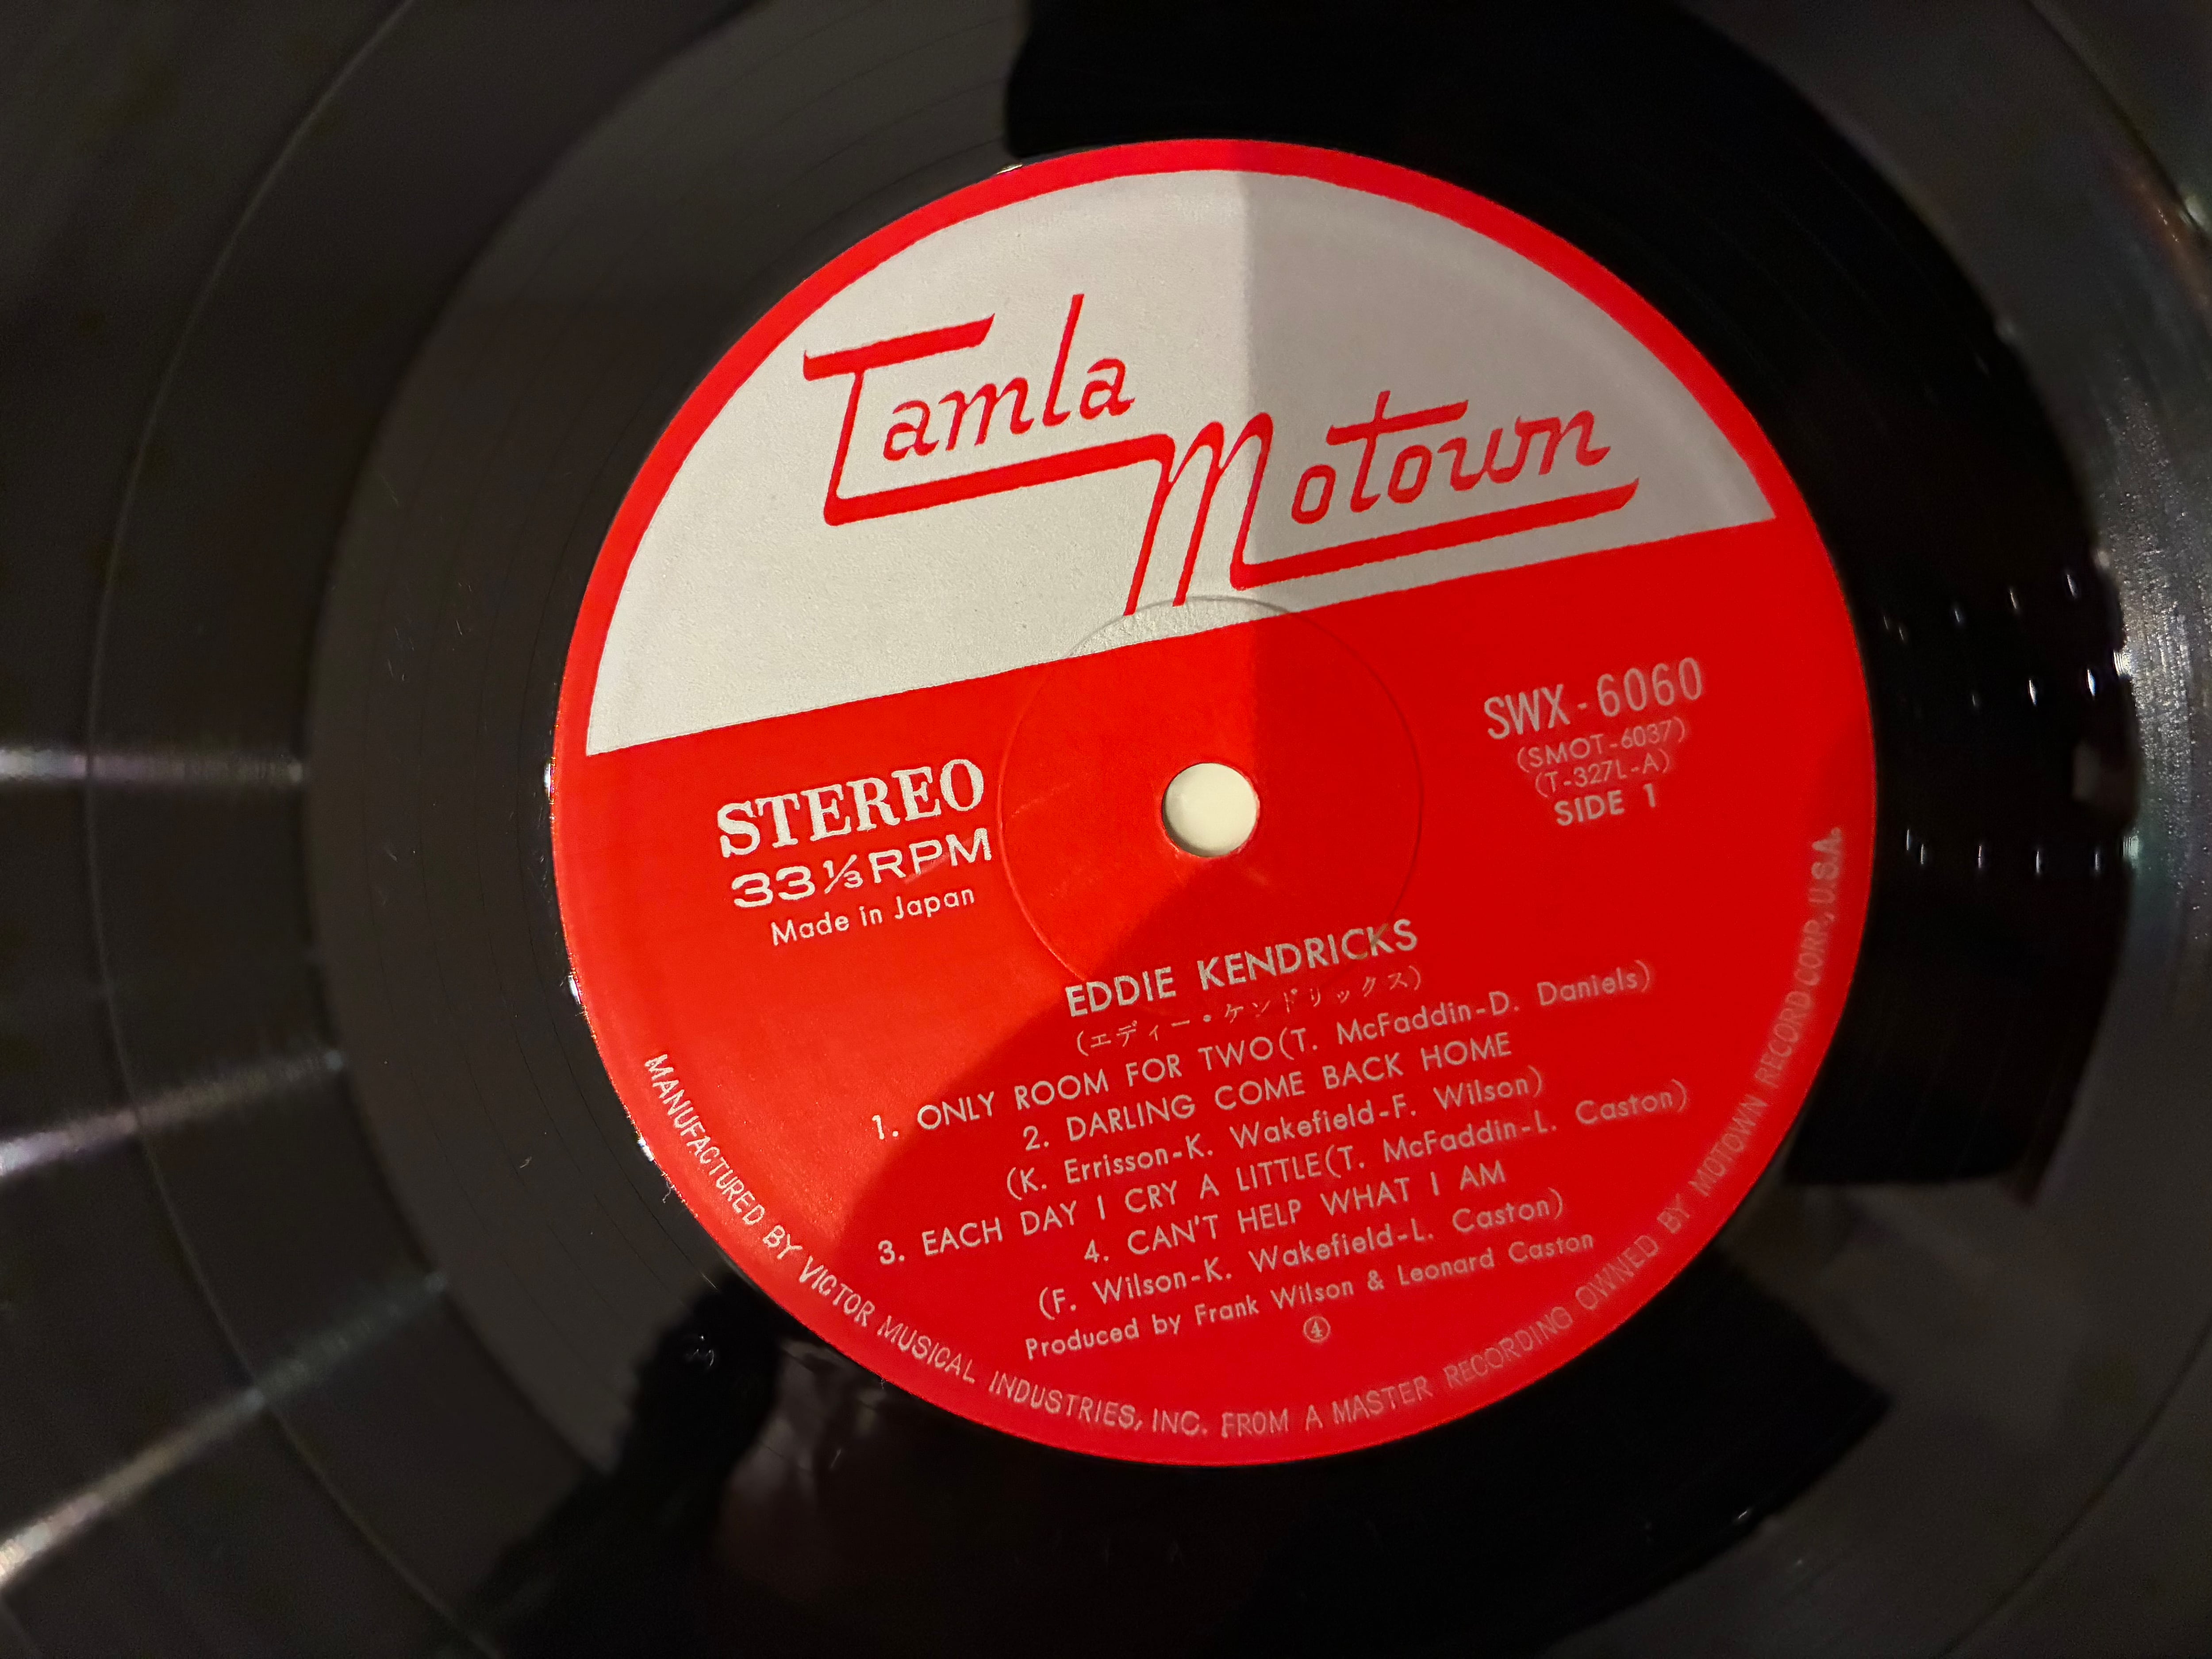 Tamla
Motown
STEREO
33⅓RPM
Made in Japan
SWX-6060
(SMOT-6037)
(T-327L-A)
SIDE 1
EDDIE KENDRICKS
(エディー・ケンドリックス)
1. ONLY ROOM FOR TWO(T. McFaddin-D. Daniels)
2. DARLING COME BACK HOME
(K. Errisson-K. Wakefield-F. Wilson)
3. EACH DAY I CRY A LITTLE(T. McFaddin-L. Caston)
4. CAN'T HELP WHAT I AM
(F. Wilson-K. Wakefield-L. Caston)
Produced by Frank Wilson & Leonard Caston
④
MANUFACTURED BY VICTOR MUSICAL INDUSTRIES, INC. FROM A MASTER RECORDING OWNED BY MOTOWN RECORD CORP., U.S.A.